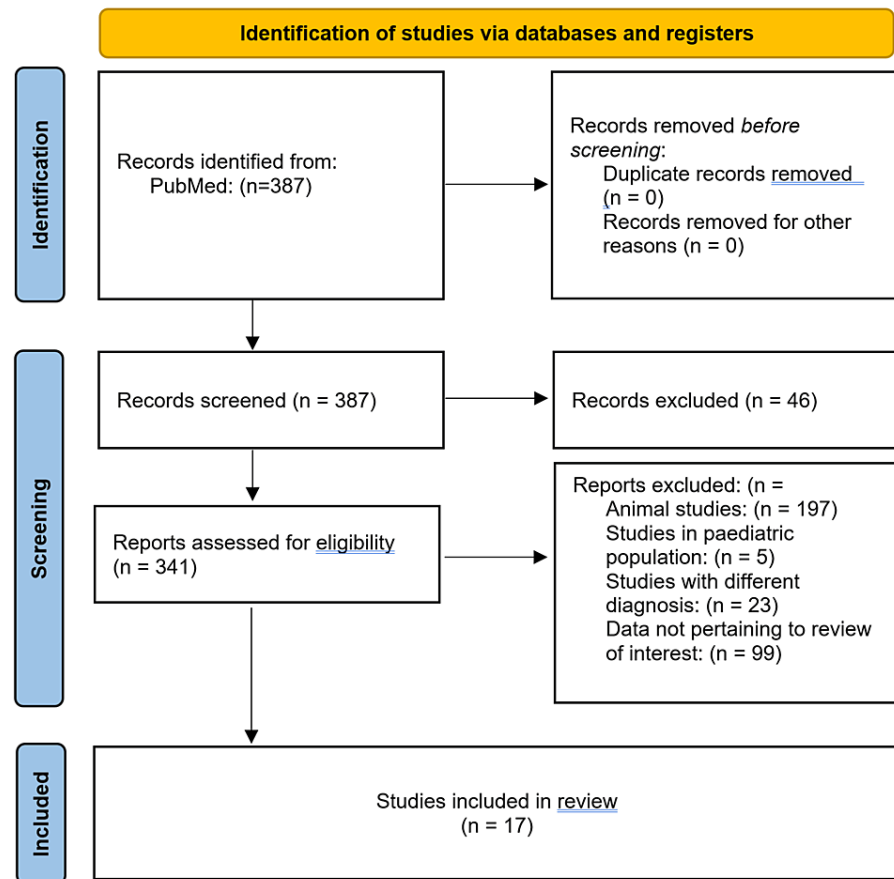 Identification of studies via databases and registers
Identification
Records identified from:
PubMed: (n=387)
Records removed before
screening:
Duplicate records removed
(n = 0)
Records removed for other
reasons (n = 0)
Screening
Records screened (n = 387)
Records excluded (n = 46)
Reports assessed for eligibility
(n = 341)
Reports excluded: (n =
Animal studies: (n = 197)
Studies in paediatric
population: (n = 5)
Studies with different
diagnosis: (n = 23)
Data not pertaining to review
of interest: (n = 99)
Included
Studies included in review
(n = 17)